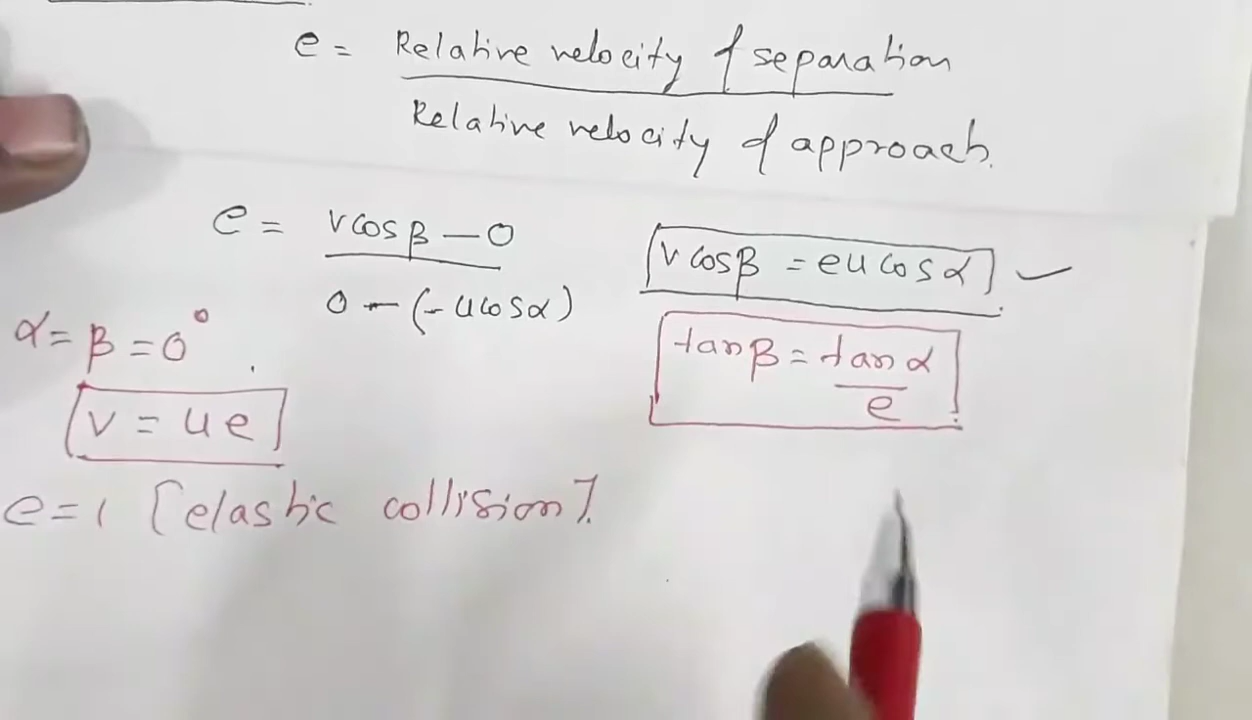 e = Relative velocity of separation
Relative velocity of approach.
e = v cos β — 0
0 — (- u cos α)
v cos β = e u cos α
α = β = 0°
tan β = tan α
e
v = u e
e = 1 [elastic collision].